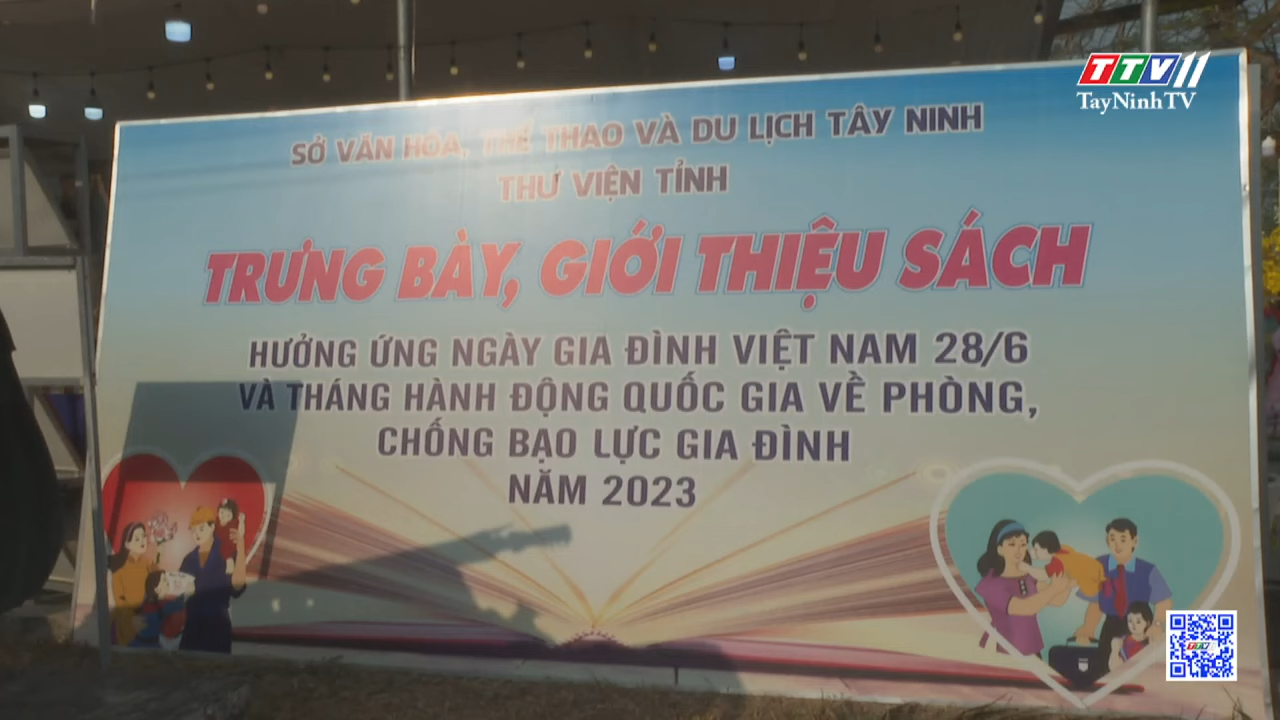 TTV11
TayNinhTV
SỞ VĂN HÓA, THỂ THAO VÀ DU LỊCH TÂY NINH
THƯ VIỆN TỈNH
TRƯNG BÀY, GIỚI THIỆU SÁCH
HƯỞNG ỨNG NGÀY GIA ĐÌNH VIỆT NAM 28/6
VÀ THÁNG HÀNH ĐỘNG QUỐC GIA VỀ PHÒNG,
CHỐNG BẠO LỰC GIA ĐÌNH
NĂM 2023